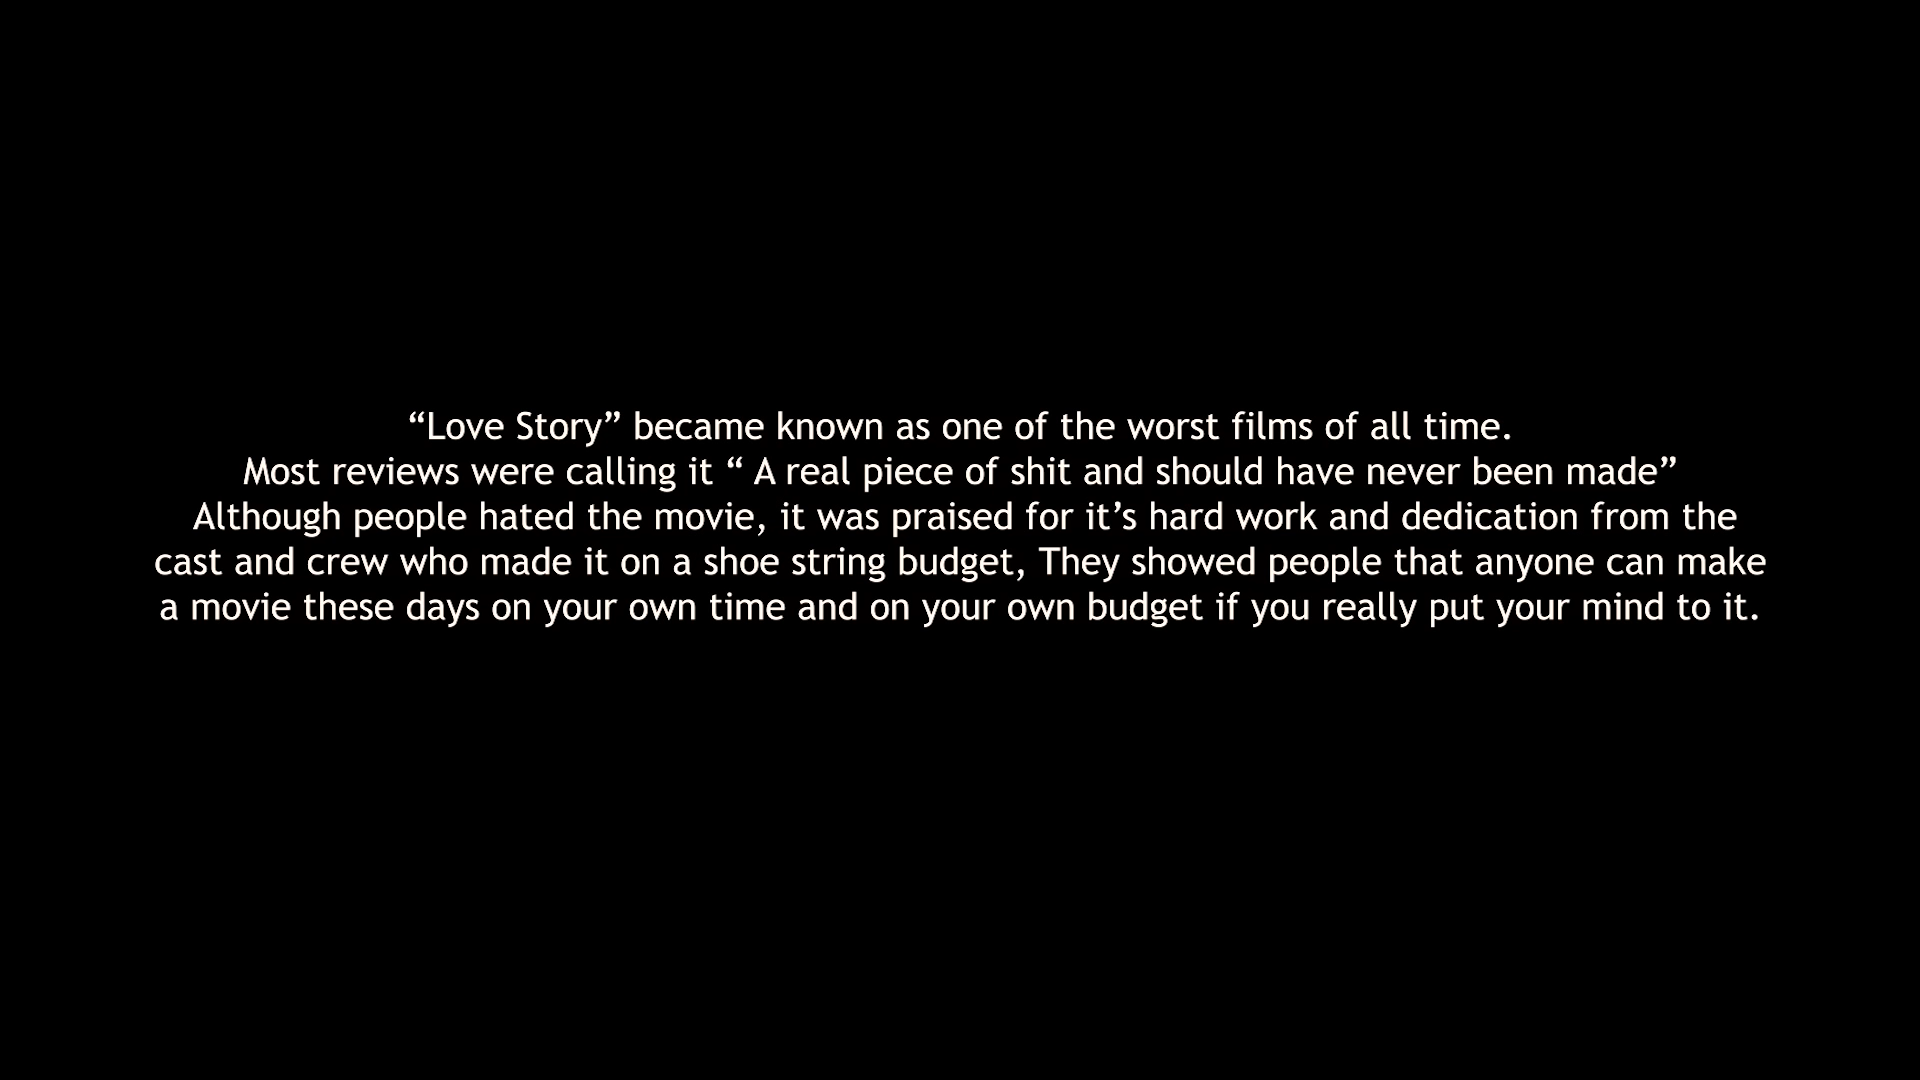 “Love Story” became known as one of the worst films of all time.
Most reviews were calling it “ A real piece of shit and should have never been made”
Although people hated the movie, it was praised for it’s hard work and dedication from the
cast and crew who made it on a shoe string budget, They showed people that anyone can make
a movie these days on your own time and on your own budget if you really put your mind to it.